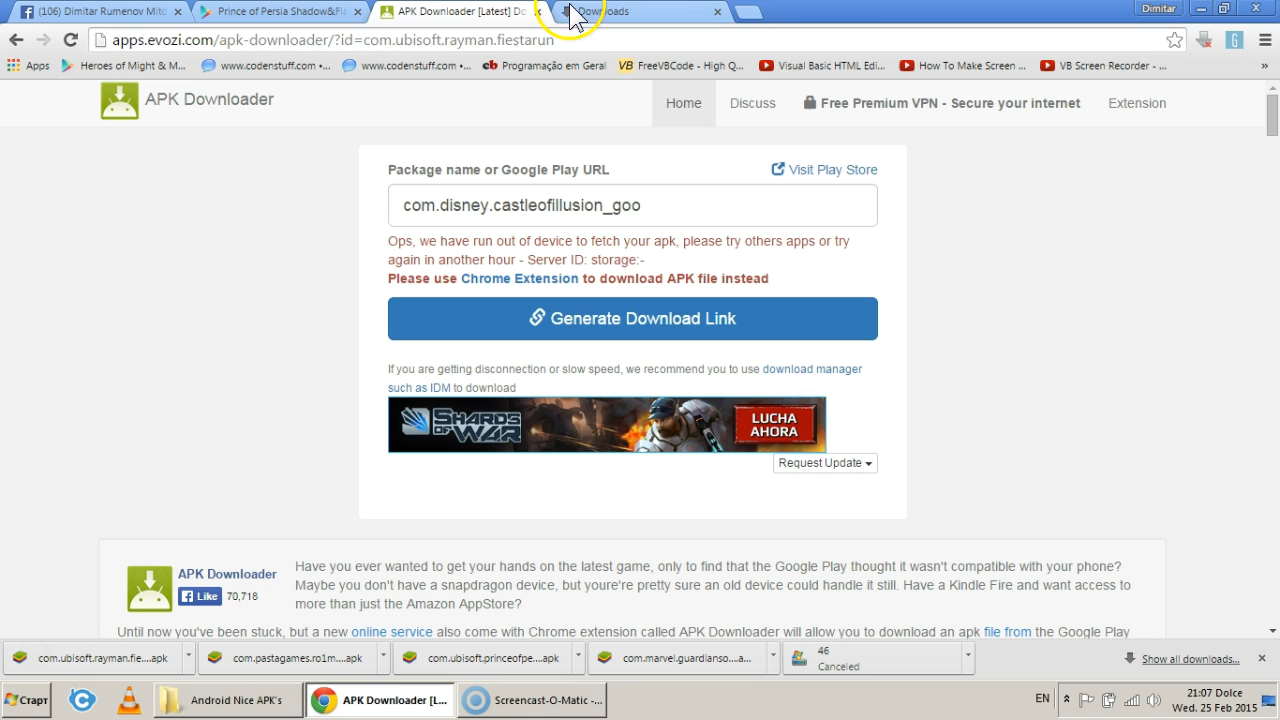 (106) Dimitar Rumenov Mito
Prince of Persia Shadow&Fla
APK Downloader [Latest] Do
Downloads
Dimitar
apps.evozi.com/apk-downloader/?id=com.ubisoft.rayman.fiestarun
Apps
Heroes of Might & M...
www.codenstuff.com •...
www.codenstuff.com •...
Programação em Geral
FreeVBCode - High Q...
Visual Basic HTML Edi...
How To Make Screen ...
VB Screen Recorder - ...
»
APK Downloader
Home
Discuss
Free Premium VPN - Secure your internet
Extension
Package name or Google Play URL
Visit Play Store
com.disney.castleofillusion_goo
Ops, we have run out of device to fetch your apk, please try others apps or try
again in another hour - Server ID: storage:-
Please use Chrome Extension to download APK file instead
Generate Download Link
If you are getting disconnection or slow speed, we recommend you to use download manager
such as IDM to download
SHARDS
OF WAR
LUCHA
AHORA
Request Update
APK Downloader
Like
70,718
Have you ever wanted to get your hands on the latest game, only to find that the Google Play thought it wasn't compatible with your phone?
Maybe you don't have a snapdragon device, but youre're pretty sure an old device could handle it still. Have a Kindle Fire and want access to
more than just the Amazon AppStore?
Until now you've been stuck, but a new online service also come with Chrome extension called APK Downloader will allow you to download an apk file from the Google Play
com.ubisoft.rayman.fie....apk
com.pastagames.ro1m....apk
com.ubisoft.princeofpe....apk
com.marvel.guardianso....a...
46
Canceled
Show all downloads...
Старт
Android Nice APK's
APK Downloader [L...
Screencast-O-Matic -...
EN
21:07 Dolce
Wed. 25 Feb 2015